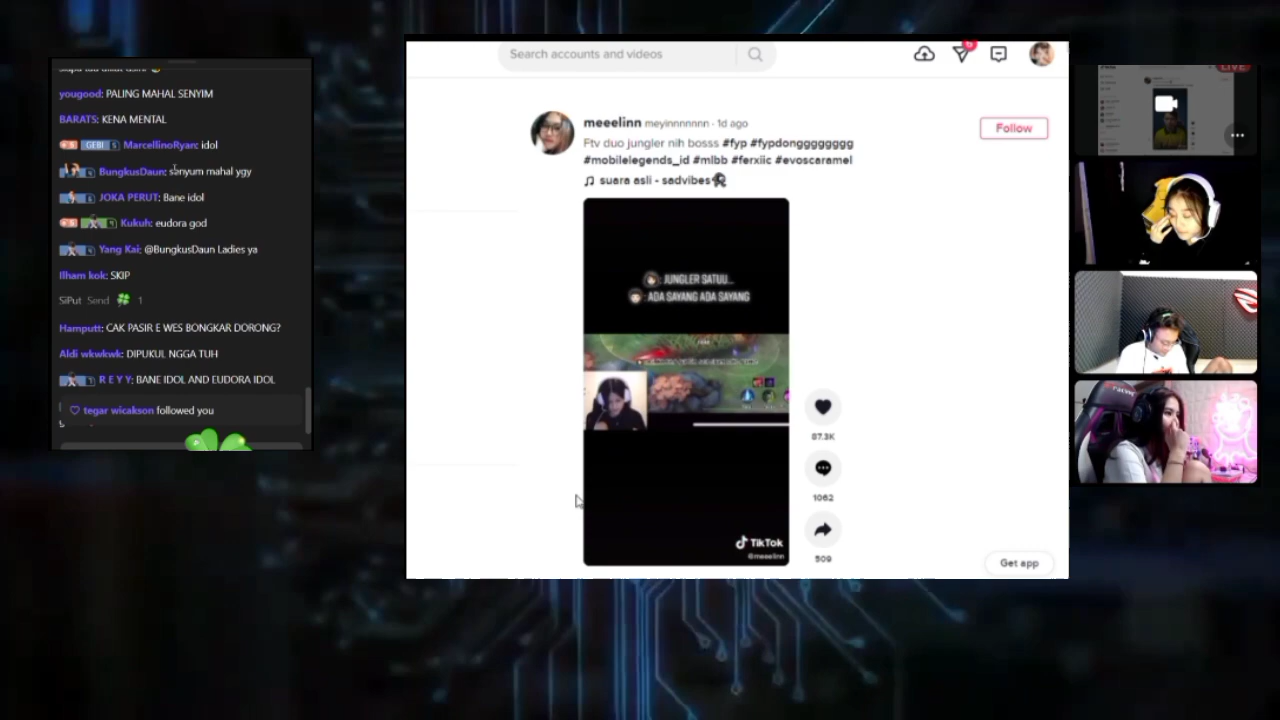 yougood: PALING MAHAL SENYIM
BARATS: KENA MENTAL
GEBI 5 MarcellinoRyan: idol
BungkusDaun: sanyum mahal ygy
JOKA PERUT: Bane idol
Kukuh: eudora god
Yang Kai: @BungkusDaun Ladies ya
Ilham kok: SKIP
SiPut Send 1
Hamputt: CAK PASIR E WES BONGKAR DORONG?
Aldi wkwkwk: DIPUKUL NGGA TUH
R E Y Y: BANE IDOL AND EUDORA IDOL
tegar wicakson followed you
Search accounts and videos
meeelinn meyinnnnnnn · 1d ago
Follow
Ftv duo jungler nih bosss #fyp #fypdonggggggggg
#mobilelegends_id #mlbb #ferxiic #evoscaramel
suara asli - sadvibes
: JUNGLER SATUU...
: ADA SAYANG ADA SAYANG
87.3K
1062
509
TikTok
@meeelinn
Get app
LIVE